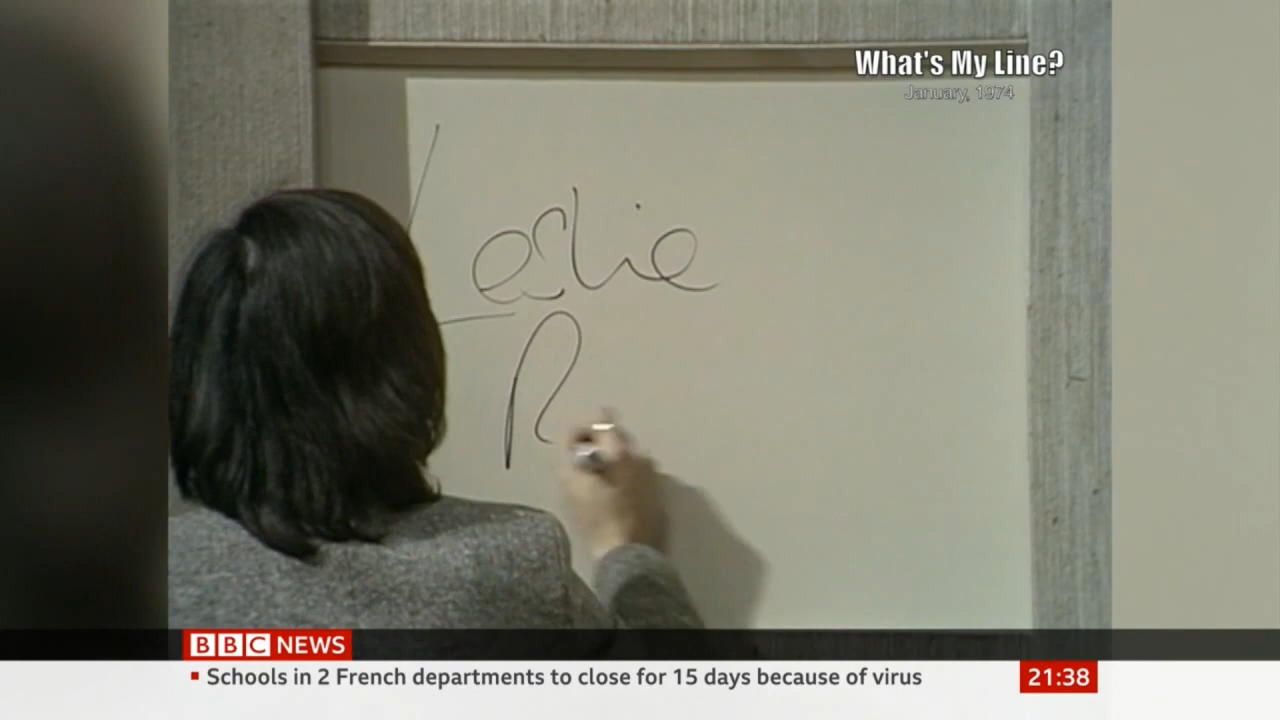 What's My Line?
January, 1974
Leslie
R
BBC NEWS
Schools in 2 French departments to close for 15 days because of virus
21:38